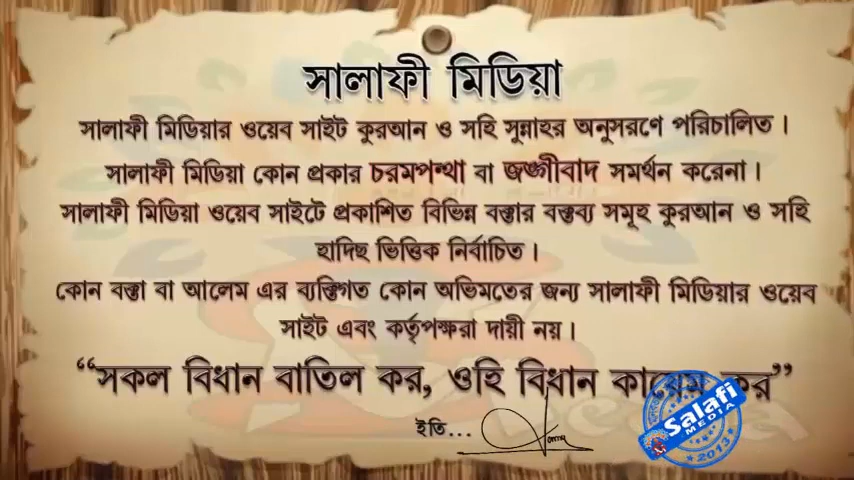 সালাফী মিডিয়া
সালাফী মিডিয়ার ওয়েব সাইট কুরআন ও সহি সুন্নাহর অনুসরণে পরিচালিত।
সালাফী মিডিয়া কোন প্রকার চরমপন্থা বা জঙ্গীবাদ সমর্থন করেনা।
সালাফী মিডিয়া ওয়েব সাইটে প্রকাশিত বিভিন্ন বক্তার বক্তব্য সমূহ কুরআন ও সহি
হাদিছ ভিত্তিক নির্বাচিত।
কোন বক্তা বা আলেম এর ব্যক্তিগত কোন অভিমতের জন্য সালাফী মিডিয়ার ওয়েব
সাইট এবং কর্তৃপক্ষরা দায়ী নয়।
“সকল বিধান বাতিল কর, ওহি বিধান কায়েম কর”
ইতি...
Salafi
MEDIA
2013